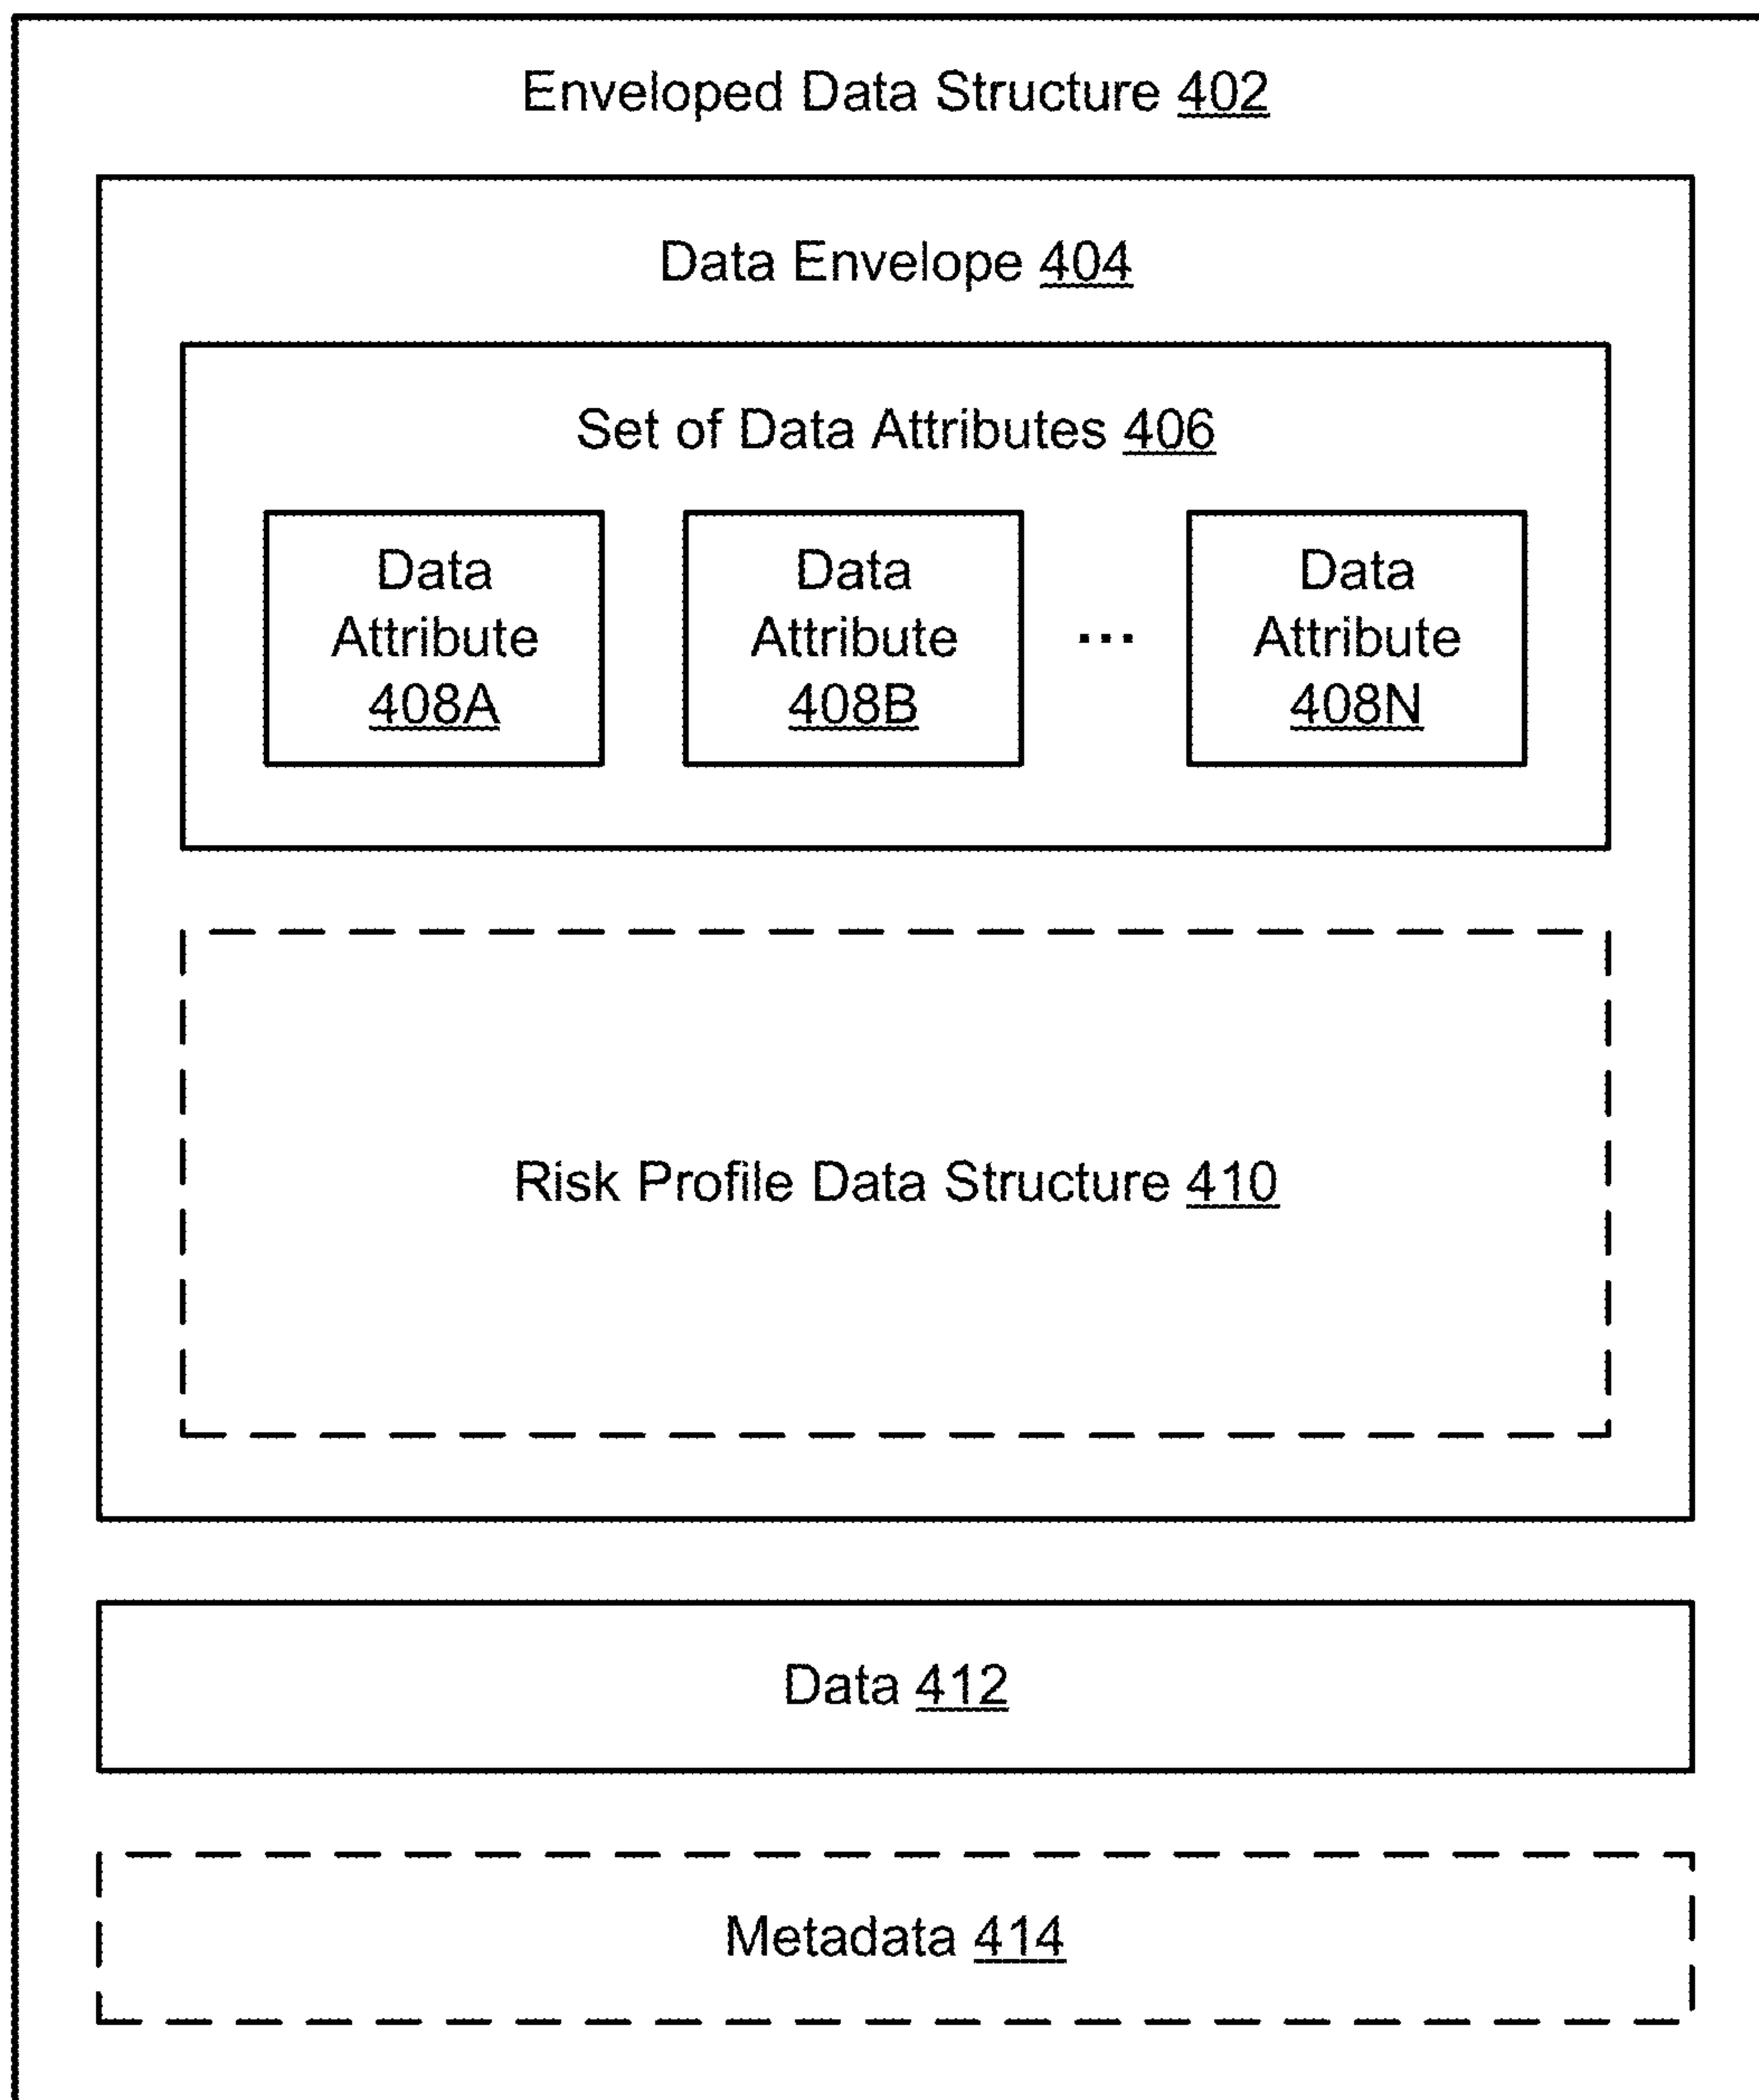 Enveloped Data Structure 402
Data Envelope 404
Set of Data Attributes 406
Data
Attribute
408A
Data
Attribute
408B
...
Data
Attribute
408N
Risk Profile Data Structure 410
Data 412
Metadata 414